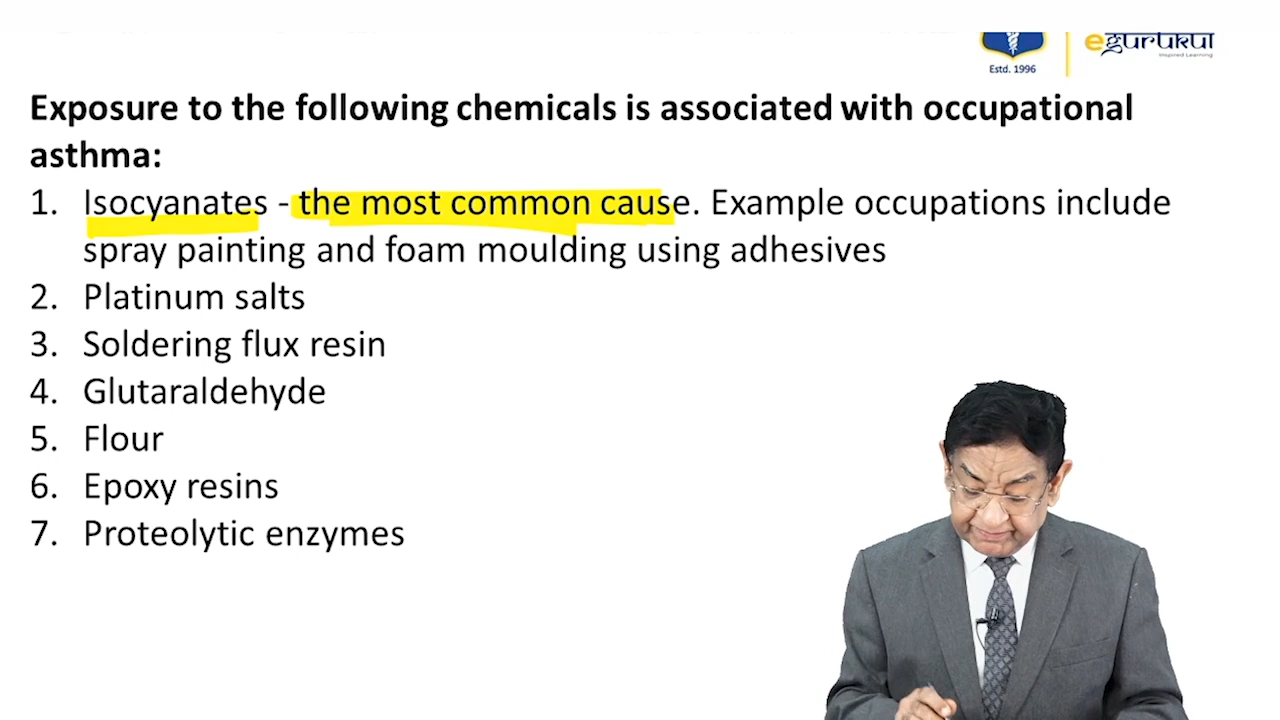 Estd. 1996
eGurukul
Inspired Learning
Exposure to the following chemicals is associated with occupational
asthma:
1. Isocyanates - the most common cause. Example occupations include
spray painting and foam moulding using adhesives
2. Platinum salts
3. Soldering flux resin
4. Glutaraldehyde
5. Flour
6. Epoxy resins
7. Proteolytic enzymes